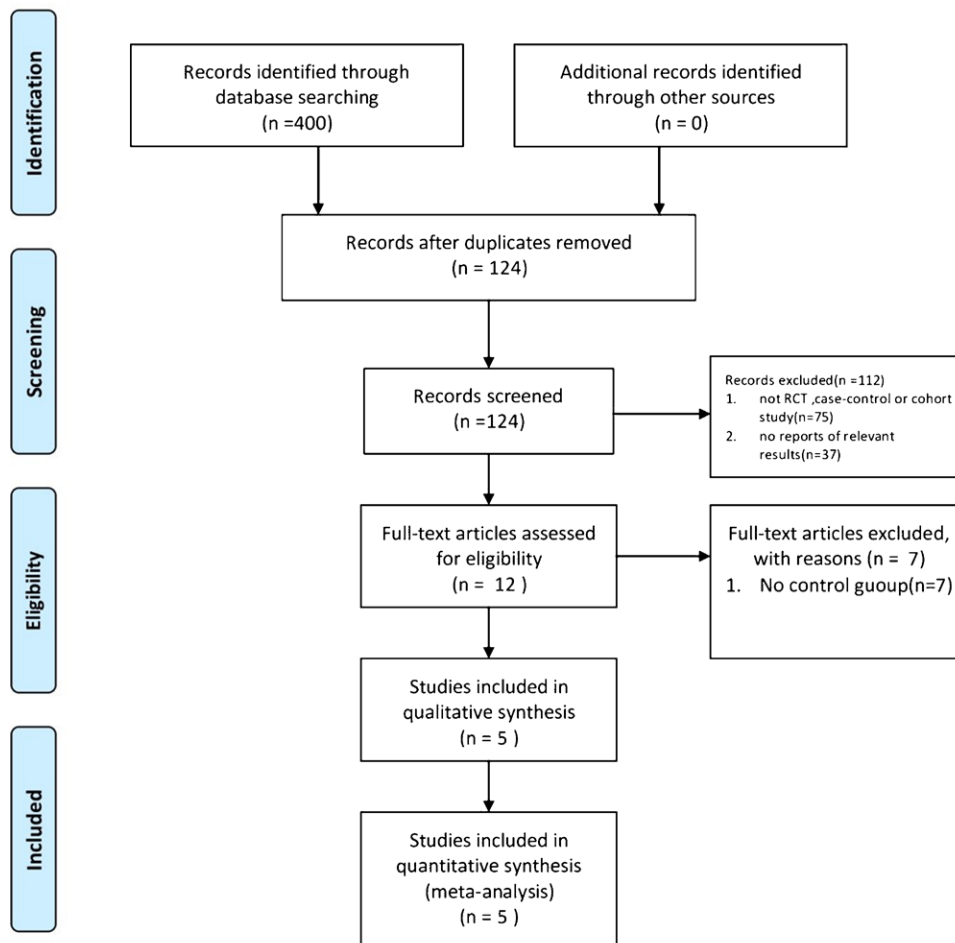 Identification
Records identified through
database searching
(n =400)
Additional records identified
through other sources
(n = 0)
Records after duplicates removed
(n = 124)
Screening
Records screened
(n =124)
Records excluded(n =112)
1. not RCT ,case-control or cohort
study(n=75)
2. no reports of relevant
results(n=37)
Eligibility
Full-text articles assessed
for eligibility
(n = 12 )
Full-text articles excluded,
with reasons (n = 7)
1. No control guoup(n=7)
Studies included in
qualitative synthesis
(n = 5 )
Included
Studies included in
quantitative synthesis
(meta-analysis)
(n = 5 )